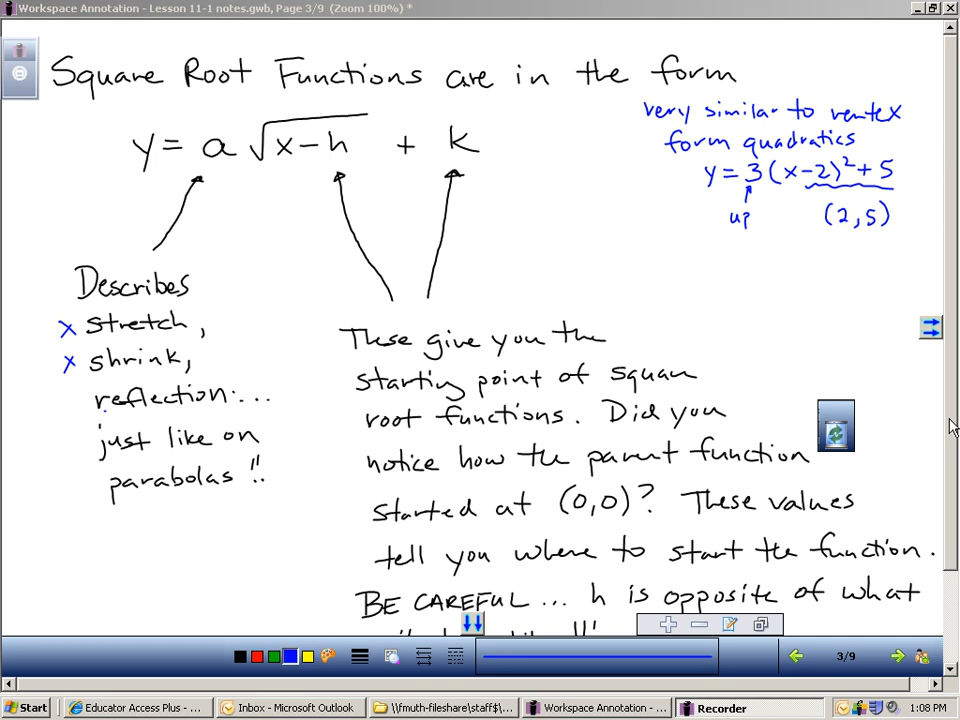 Workspace Annotation - Lesson 11-1 notes.gwb, Page 3/9 (Zoom 100%) *
Square Root Functions are in the form
y = a √x-h + k
very similar to vertex
form quadratics
y = 3(x-2)²+5
up (2,5)
Describes
x stretch,
x shrink,
reflection...
just like on
parabolas !!
These give you the
starting point of squar
root functions. Did you
notice how the parent function
started at (0,0)? These values
tell you where to start the function.
BE CAREFUL... h is opposite of what
3/9
Start
Educator Access Plus - ...
Inbox - Microsoft Outlook
\\fmuth-fileshare\staff$\...
Workspace Annotation - ...
Recorder
1:08 PM